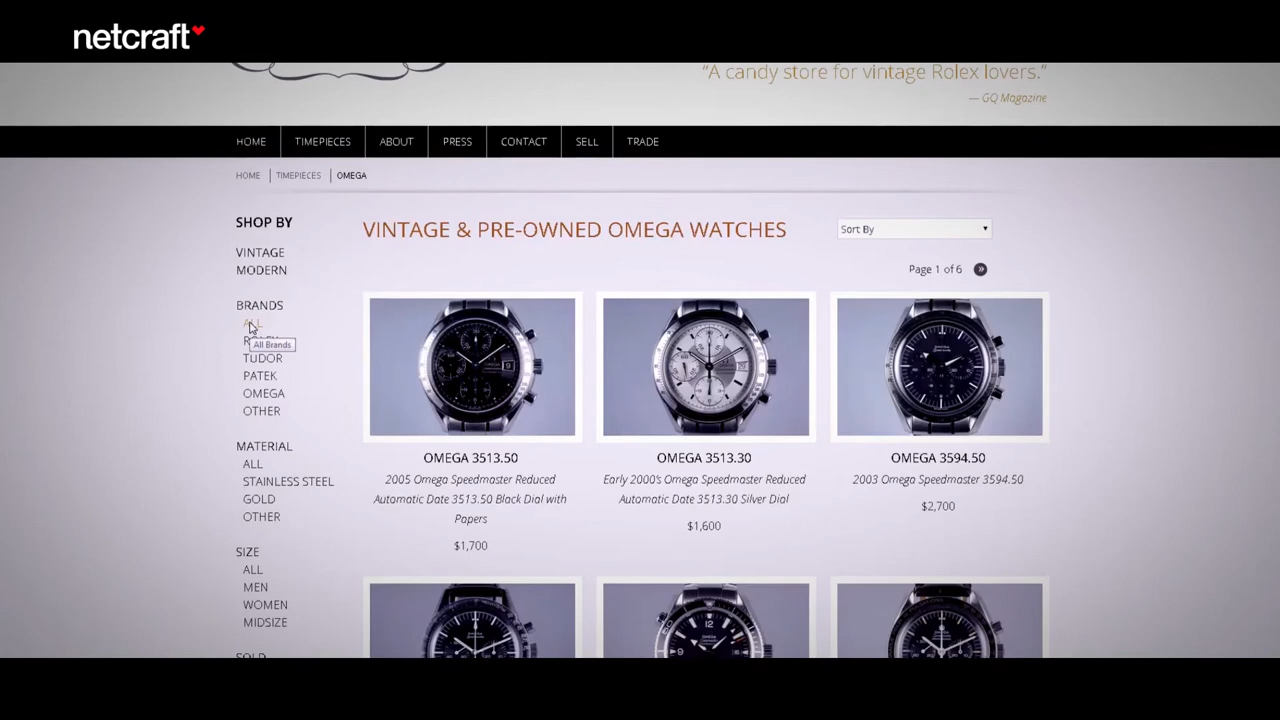 netcraft
“A candy store for vintage Rolex lovers.”
— GQ Magazine
HOME TIMEPIECES ABOUT PRESS CONTACT SELL TRADE
HOME TIMEPIECES OMEGA
SHOP BY
VINTAGE
MODERN
BRANDS
ALL
All Brands
TUDOR
PATEK
OMEGA
OTHER
MATERIAL
ALL
STAINLESS STEEL
GOLD
OTHER
SIZE
ALL
MEN
WOMEN
MIDSIZE
VINTAGE & PRE-OWNED OMEGA WATCHES
Sort By
Page 1 of 6 »
OMEGA 3513.50
2005 Omega Speedmaster Reduced
Automatic Date 3513.50 Black Dial with
Papers
$1,700
OMEGA 3513.30
Early 2000's Omega Speedmaster Reduced
Automatic Date 3513.30 Silver Dial
$1,600
OMEGA 3594.50
2003 Omega Speedmaster 3594.50
$2,700